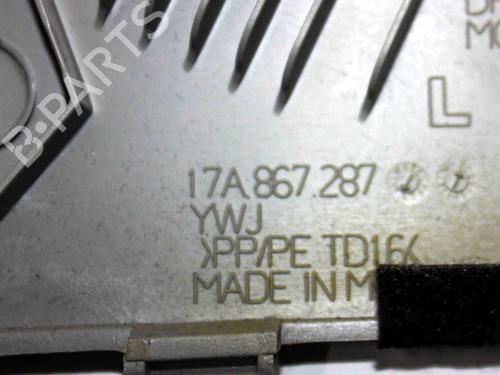 B-PARTS
L
17A.867.287
YWJ
>PP/PE TD16<
MADE IN M